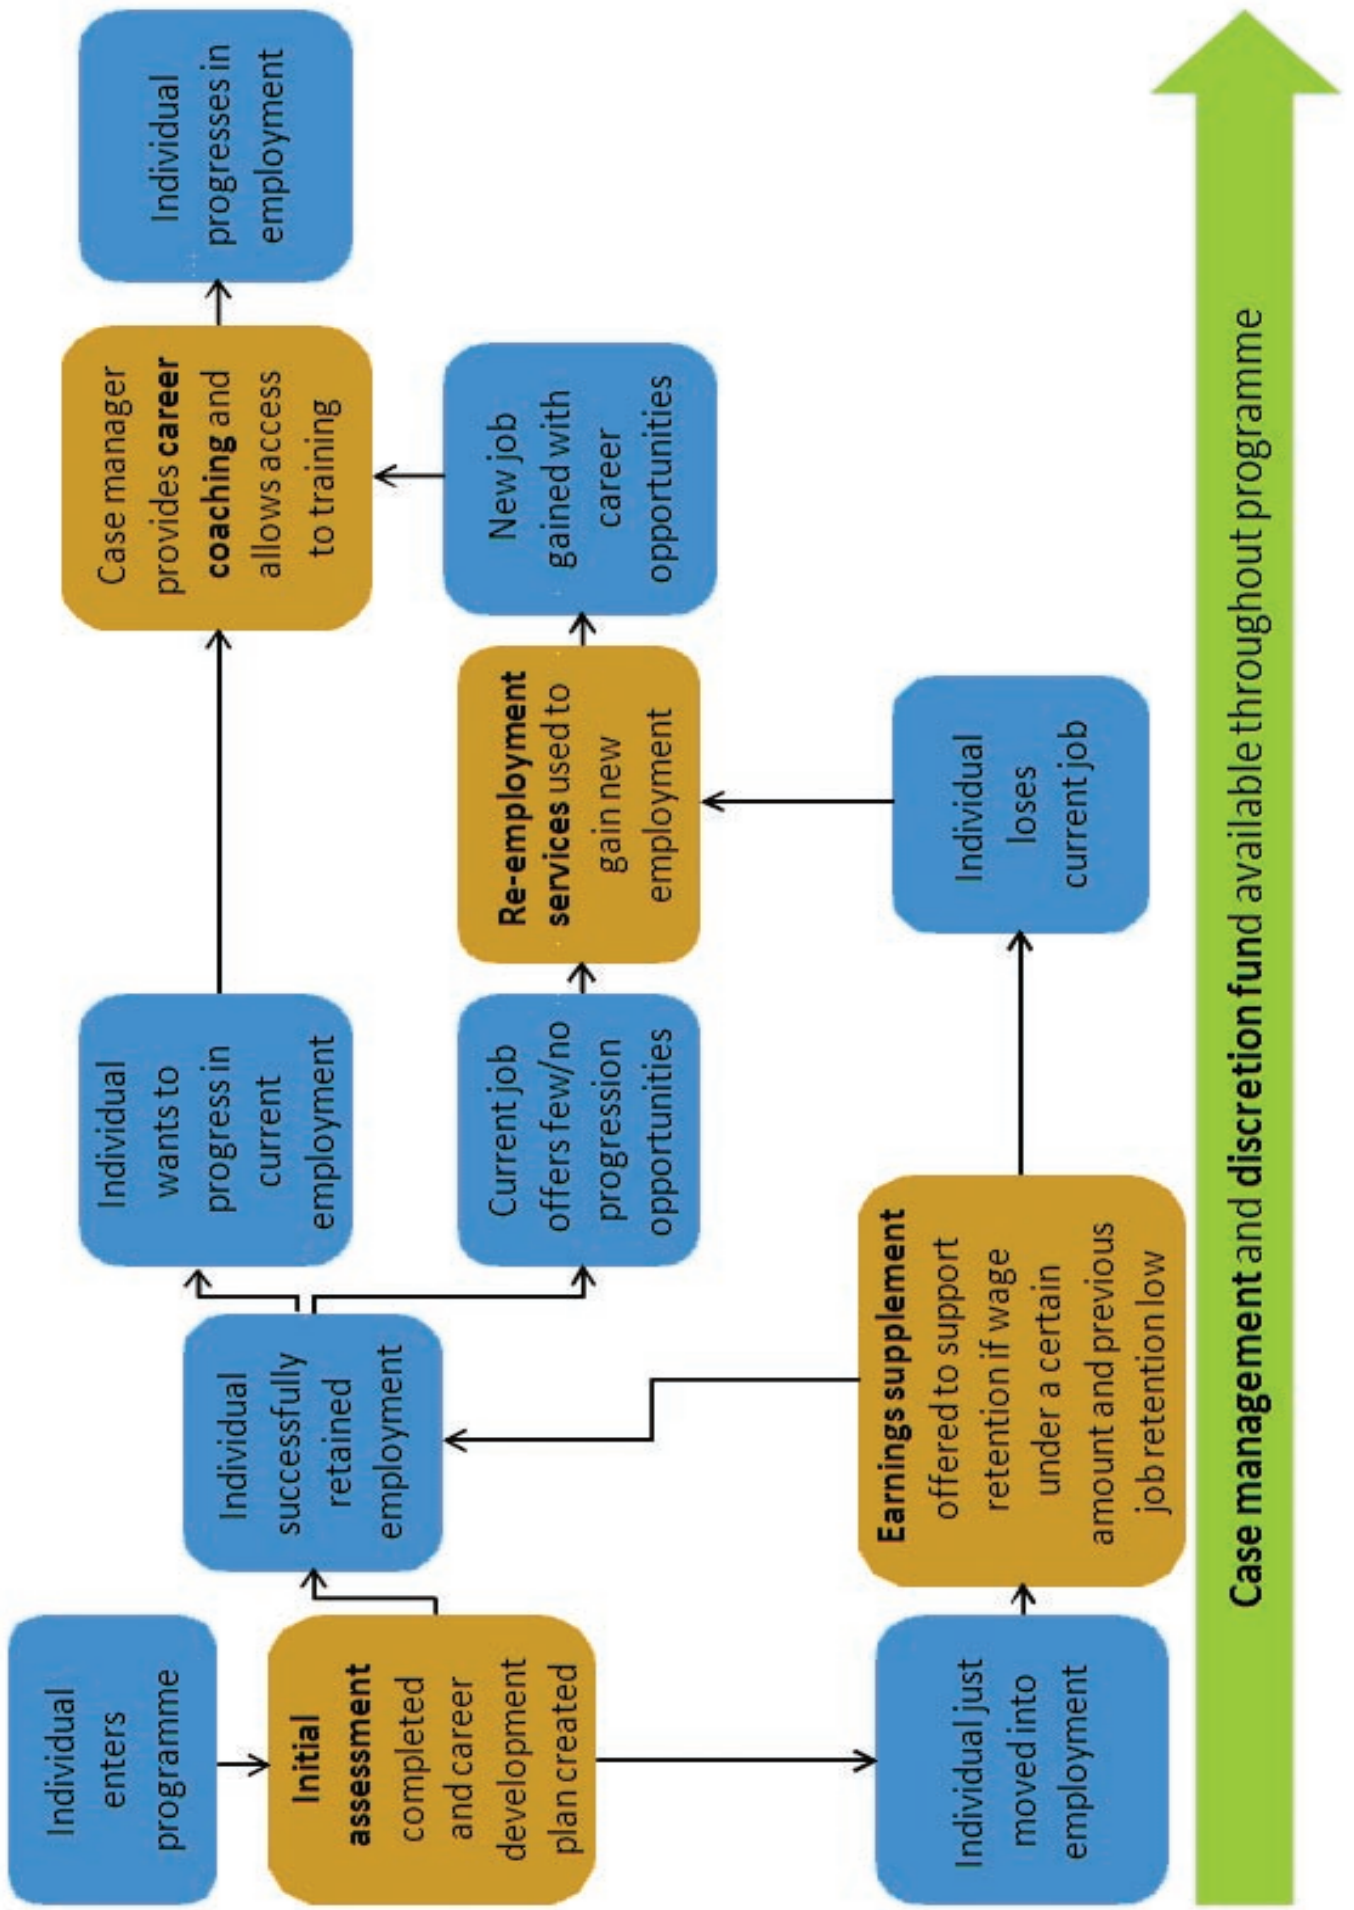 Individual
enters
programme
Initial
assessment
completed
and career
development
plan created
Individual just
moved into
employment
Individual
successfully
retained
employment
Earnings supplement
offered to support
retention if wage
under a certain
amount and previous
job retention low
Individual
wants to
progress in
current
employment
Current job
offers few/no
progression
opportunities
Individual
loses
current job
Re-employment
services used to
gain new
employment
New job
gained with
career
opportunities
Case manager
provides career
coaching and
allows access
to training
Individual
progresses in
employment
Case management and discretion fund available throughout programme